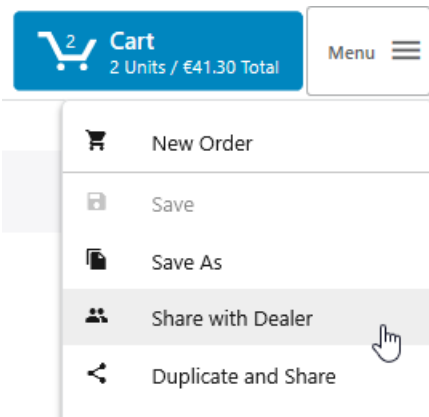 2
Cart
2 Units / €41.30 Total
Menu
New Order
Save
Save As
Share with Dealer
Duplicate and Share